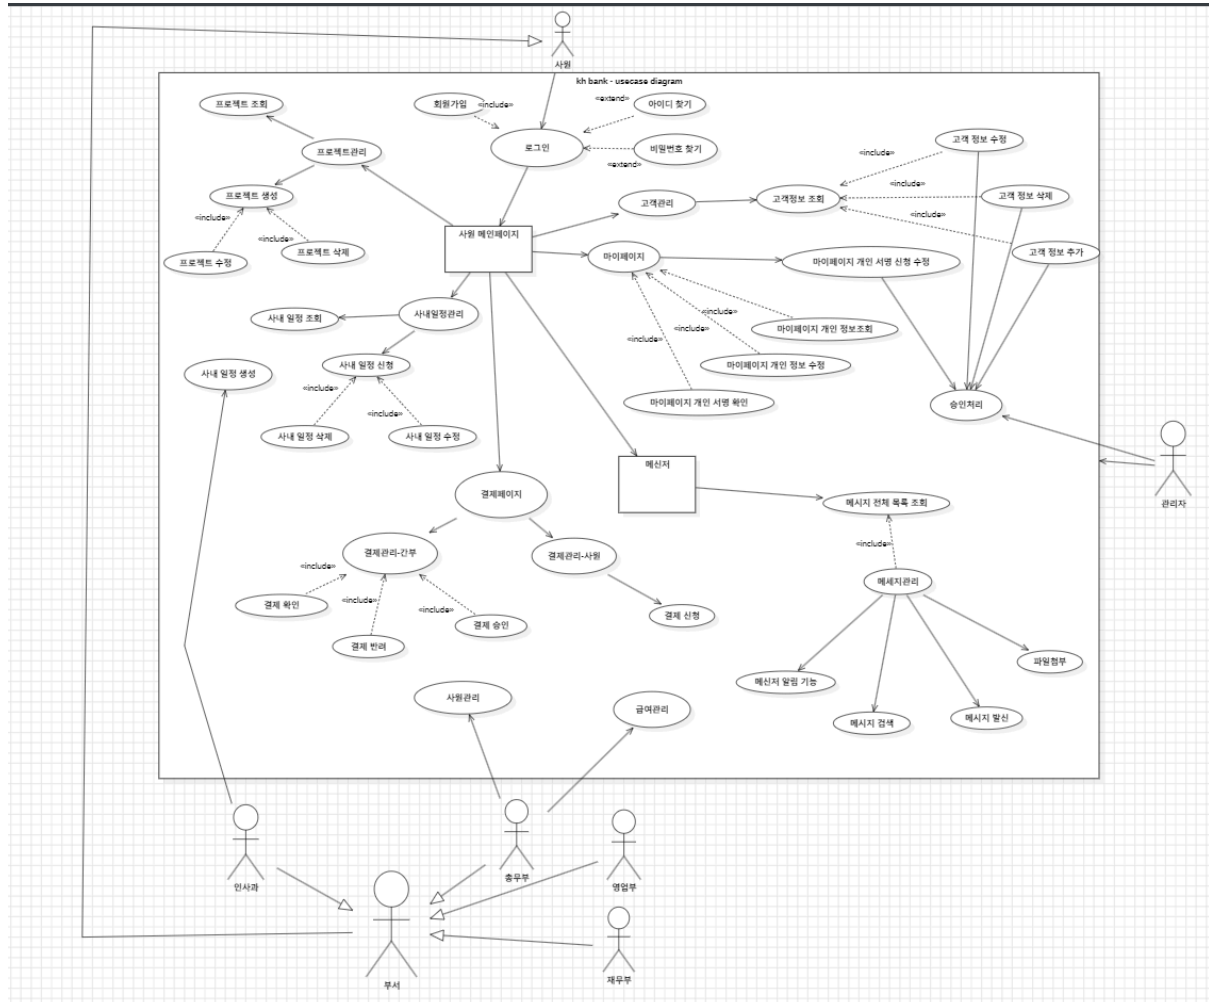 사원
kh bank - usecase diagram
프로젝트 조회
회원가입
«include»
«extend»
아이디 찾기
프로젝트관리
로그인
비밀번호 찾기
«extend»
고객 정보 수정
«include»
프로젝트 생성
«include»
«include»
프로젝트 수정
프로젝트 삭제
고객관리
고객정보 조회
«include»
고객 정보 삭제
«include»
고객 정보 추가
사원 메인페이지
마이페이지
마이페이지 개인 서명 신청 수정
사내 일정 조회
사내일정관리
«include»
«include»
«include»
마이페이지 개인 정보조회
마이페이지 개인 정보 수정
마이페이지 개인 서명 확인
사내 일정 생성
사내 일정 신청
«include»
«include»
사내 일정 삭제
사내 일정 수정
승인처리
관리자
메신저
결제페이지
메시지 전체 목록 조회
«include»
결제관리-간부
결제관리-사원
메세지관리
«include»
«include»
«include»
결제 확인
결제 반려
결제 승인
결제 신청
파일첨부
메신저 알림 기능
메시지 검색
메시지 발신
사원관리
급여관리
인사과
총무부
영업부
부서
재무부